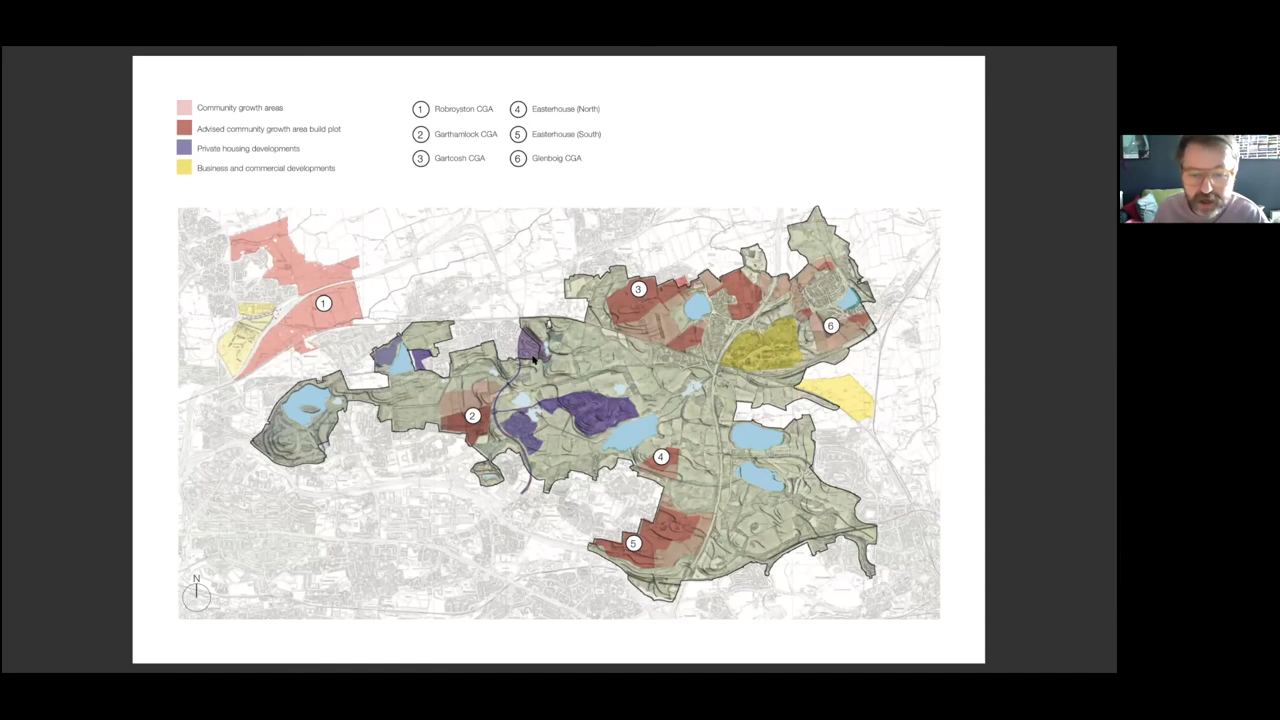 Community growth areas
Advised community growth area build plot
Private housing developments
Business and commercial developments
1 Robroyston CGA
2 Garthamlock CGA
3 Gartcosh CGA
4 Easterhouse (North)
5 Easterhouse (South)
6 Glenboig CGA
1
3
6
2
4
5
N